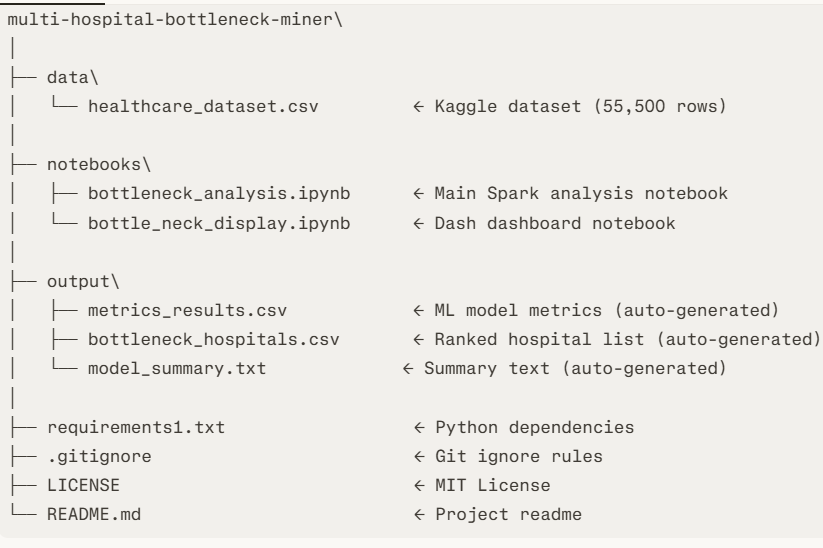 multi-hospital-bottleneck-miner\
│
├── data\
│   └── healthcare_dataset.csv         ← Kaggle dataset (55,500 rows)
│
├── notebooks\
│   ├── bottleneck_analysis.ipynb      ← Main Spark analysis notebook
│   └── bottle_neck_display.ipynb      ← Dash dashboard notebook
│
├── output\
│   ├── metrics_results.csv            ← ML model metrics (auto-generated)
│   ├── bottleneck_hospitals.csv       ← Ranked hospital list (auto-generated)
│   └── model_summary.txt             ← Summary text (auto-generated)
│
├── requirements1.txt                  ← Python dependencies
├── .gitignore                         ← Git ignore rules
├── LICENSE                            ← MIT License
└── README.md                          ← Project readme